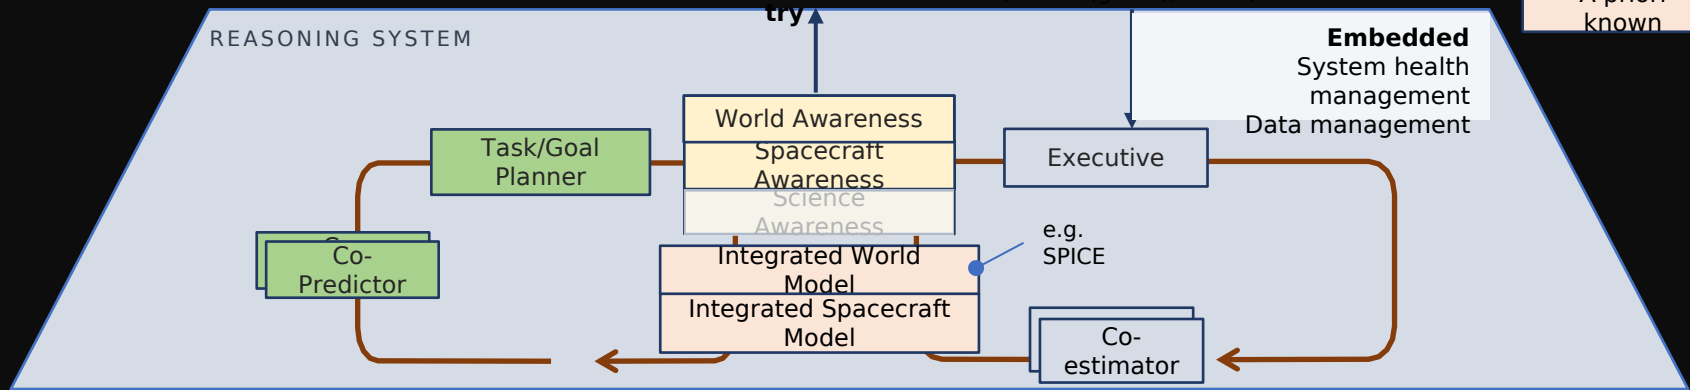 try
known
REASONING SYSTEM
Embedded
System health
management
Data management
World Awareness
Spacecraft
Awareness
Science
Awareness
Task/Goal
Planner
Executive
Co-
Predictor
Integrated World
Model
Integrated Spacecraft
Model
e.g.
SPICE
Co-
estimator